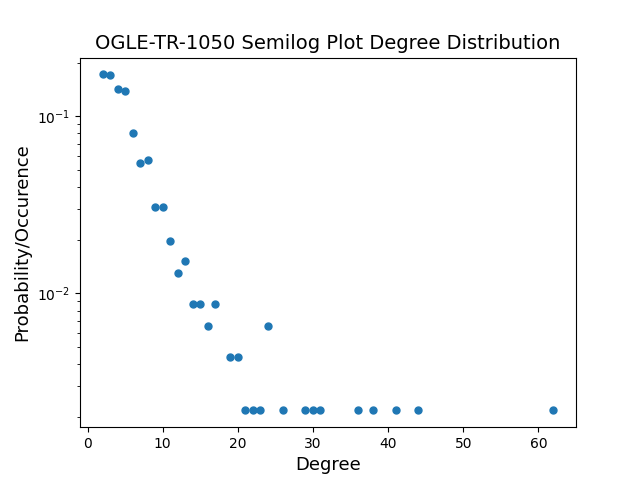 OGLE-TR-1050 Semilog Plot Degree Distribution
Probability/Occurence
10⁻¹
10⁻²
0 10 20 30 40 50 60
Degree